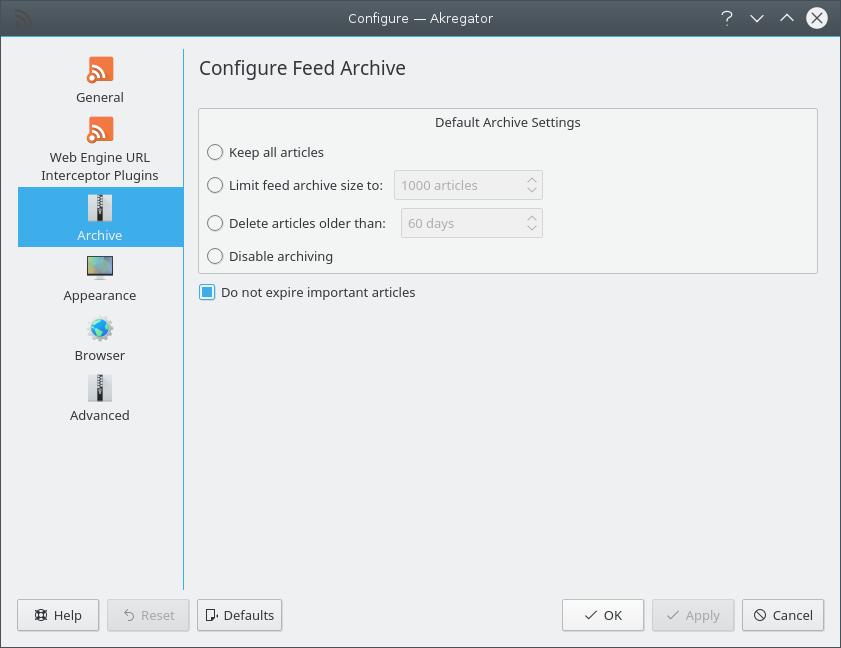 Configure — Akregator
General
Web Engine URL
Interceptor Plugins
Archive
Appearance
Browser
Advanced
Configure Feed Archive
Default Archive Settings
Keep all articles
Limit feed archive size to: 1000 articles
Delete articles older than: 60 days
Disable archiving
Do not expire important articles
Help Reset Defaults OK Apply Cancel